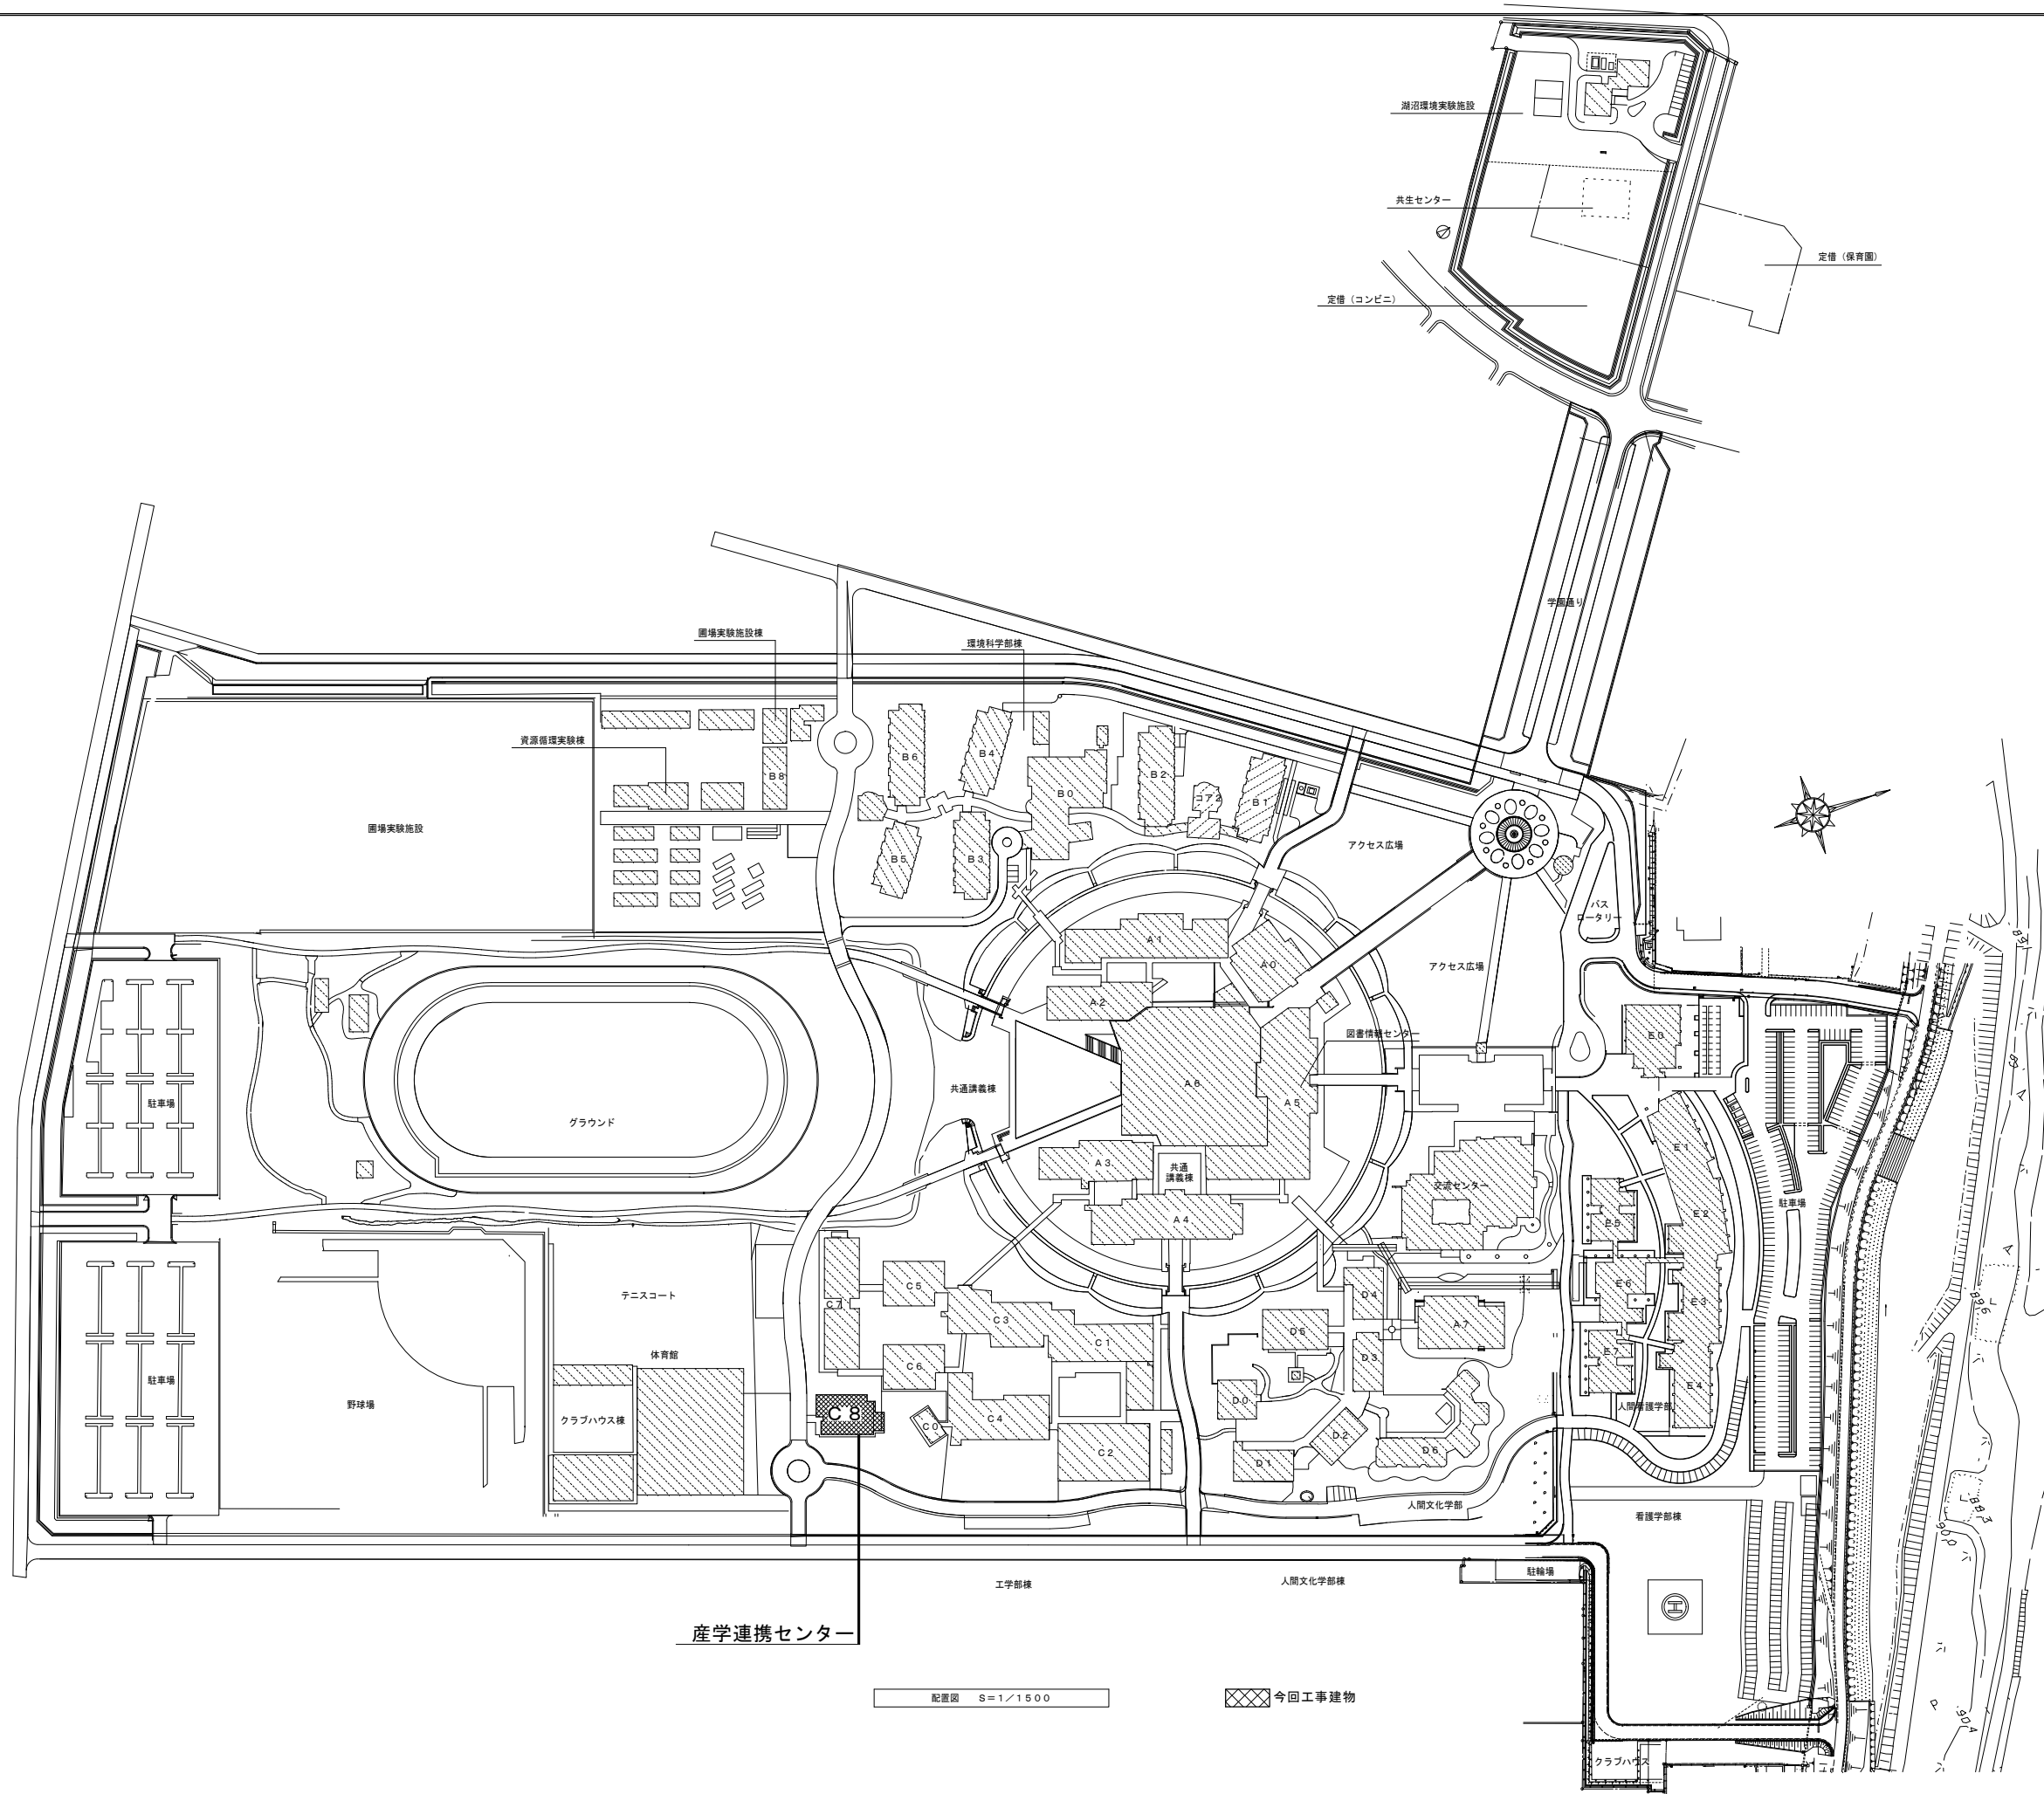 湖沼環境実験施設
共生センター
定借（保育園）
定借（コンビニ）
学園通り
圃場実験施設棟
環境科学部棟
資源循環実験棟
B6
B4
B8
B0
B2
コア2
B1
圃場実験施設
B5
B3
アクセス広場
バス
ロータリー
A1
A0
アクセス広場
A2
図書情報センター
E0
A6
A5
共通講義棟
駐車場
グラウンド
E1
A3
共通
講義棟
交流センター
駐車場
A4
E5
E2
C5
E6
テニスコート
C7
D4
E3
C3
D5
A7
C1
体育館
D3
E7
C6
駐車場
E4
野球場
クラブハウス棟
C8
C0
C4
D0
人間看護学部
D2
C2
D1
D6
人間文化学部
看護学部棟
駐輪場
工学部棟
人間文化学部棟
産学連携センター
配置図　S=1/1500
今回工事建物
クラブハウス
896
883
900
904